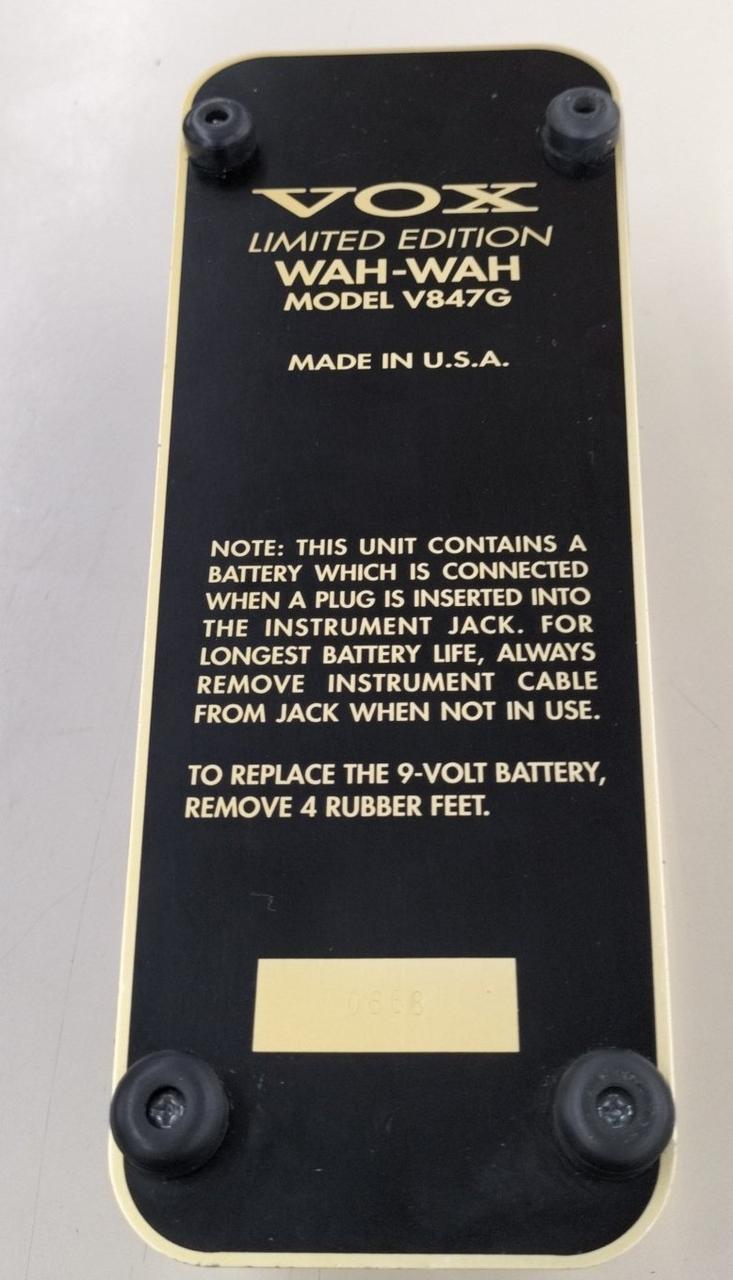 VOX
LIMITED EDITION
WAH-WAH
MODEL V847G
MADE IN U.S.A.
NOTE: THIS UNIT CONTAINS A
BATTERY WHICH IS CONNECTED
WHEN A PLUG IS INSERTED INTO
THE INSTRUMENT JACK. FOR
LONGEST BATTERY LIFE, ALWAYS
REMOVE INSTRUMENT CABLE
FROM JACK WHEN NOT IN USE.
TO REPLACE THE 9-VOLT BATTERY,
REMOVE 4 RUBBER FEET.